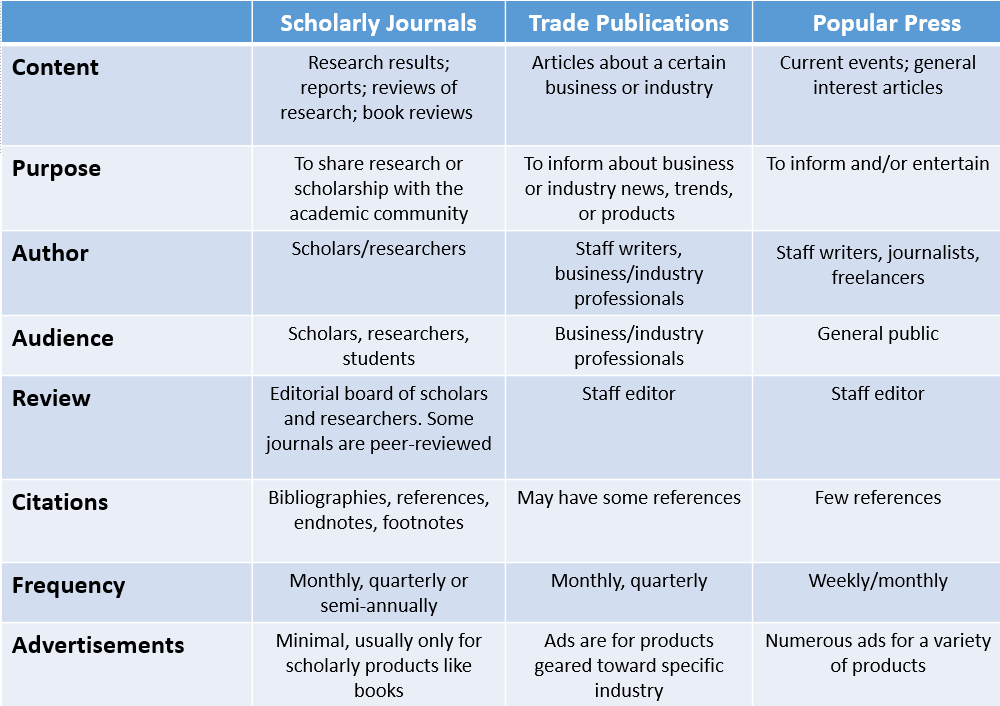 Scholarly Journals Trade Publications Popular Press
Content
Research results;
reports; reviews of
research; book reviews
Articles about a certain
business or industry
Current events; general
interest articles
Purpose
To share research or
scholarship with the
academic community
To inform about business
or industry news, trends,
or products
To inform and/or entertain
Author
Scholars/researchers
Staff writers,
business/industry
professionals
Staff writers, journalists,
freelancers
Audience
Scholars, researchers,
students
Business/industry
professionals
General public
Review
Editorial board of scholars
and researchers. Some
journals are peer-reviewed
Staff editor
Staff editor
Citations
Bibliographies, references,
endnotes, footnotes
May have some references
Few references
Frequency
Monthly, quarterly or
semi-annually
Monthly, quarterly
Weekly/monthly
Advertisements
Minimal, usually only for
scholarly products like
books
Ads are for products
geared toward specific
industry
Numerous ads for a variety
of products